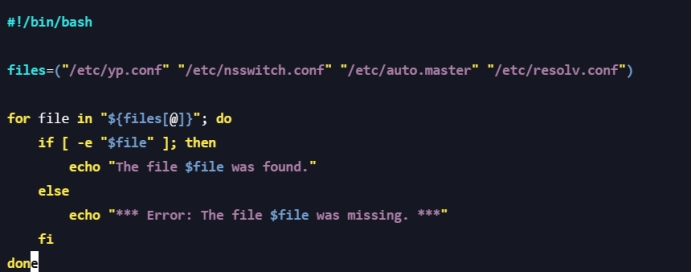 #!/bin/bash
files=("/etc/yp.conf" "/etc/nsswitch.conf" "/etc/auto.master" "/etc/resolv.conf")
for file in "${files[@]}"; do
    if [ -e "$file" ]; then
        echo "The file $file was found."
    else
        echo "*** Error: The file $file was missing. ***"
    fi
done